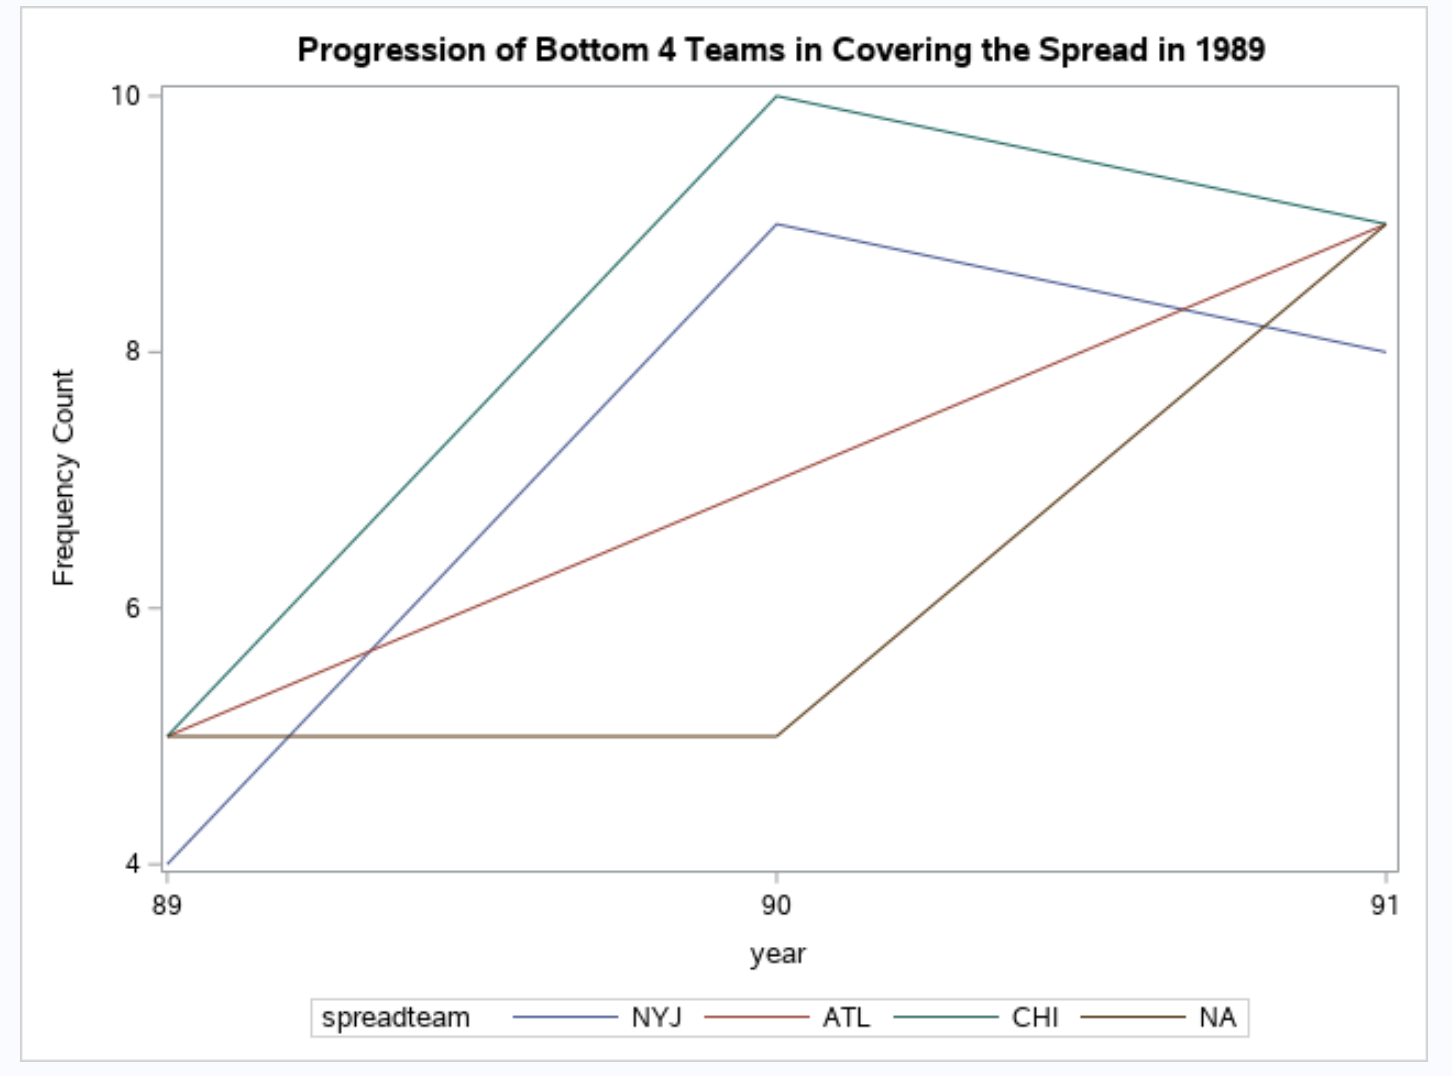 Progression of Bottom 4 Teams in Covering the Spread in 1989
10
8
6
4
Frequency Count
89 90 91
year
spreadteam NYJ ATL CHI NA